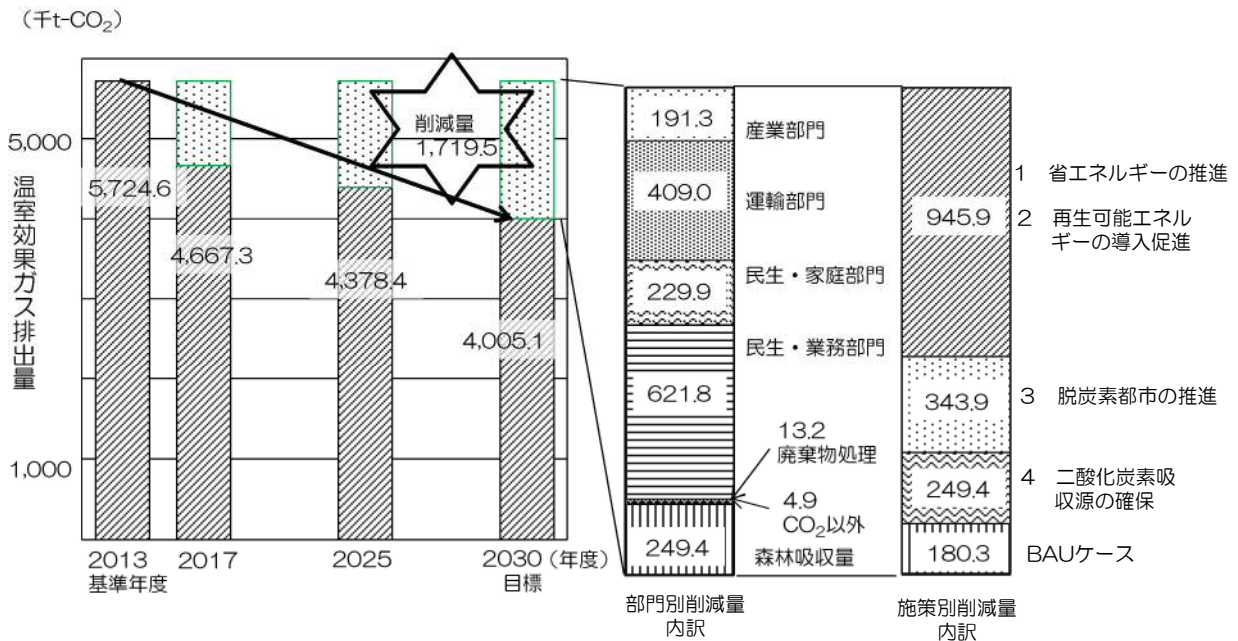 （千t-CO₂）
5,000
1,000
温室効果ガス排出量
5,724.6
4,667.3
4,378.4
4,005.1
削減量
1,719.5
2013
基準年度
2017
2025
2030（年度）
目標
191.3
409.0
229.9
621.8
249.4
産業部門
運輸部門
民生・家庭部門
民生・業務部門
13.2
廃棄物処理
4.9
CO₂以外
森林吸収量
部門別削減量
内訳
945.9
343.9
249.4
180.3
1　省エネルギーの推進
2　再生可能エネル
ギーの導入促進
3　脱炭素都市の推進
4　二酸化炭素吸
収源の確保
BAUケース
施策別削減量
内訳